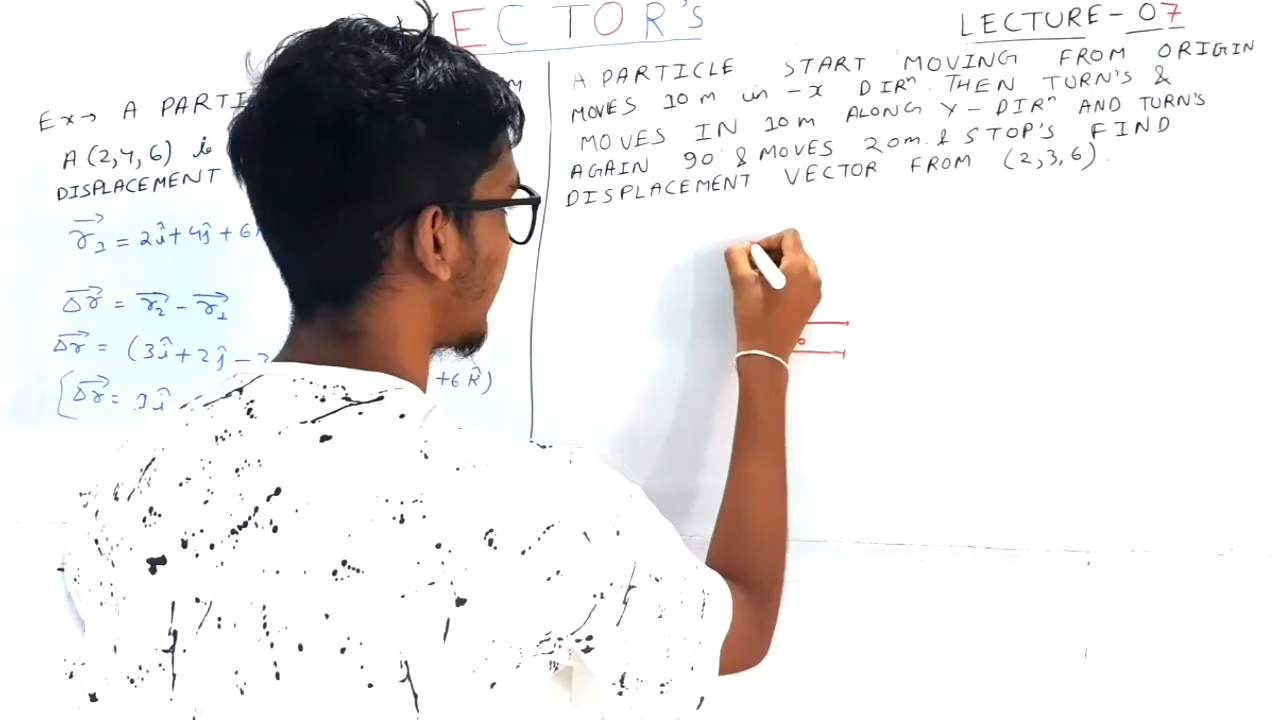 ECTOR's
LECTURE-07
Ex→ A PARTI
A(2,4,6) is
DISPLACEMENT
r₁ = 2î+4ĵ+6
Δr = r₂ - r₁
Δr = (3î+2ĵ-
+6k̂)
Δr =
A PARTICLE START MOVING FROM ORIGIN
MOVES 10m in -x DIRⁿ. THEN TURN'S &
MOVES IN 10m ALONG Y-DIRⁿ AND TURN'S
AGAIN 90 & MOVES 20m. & STOP'S FIND
DISPLACEMENT VECTOR FROM (2,3,6).